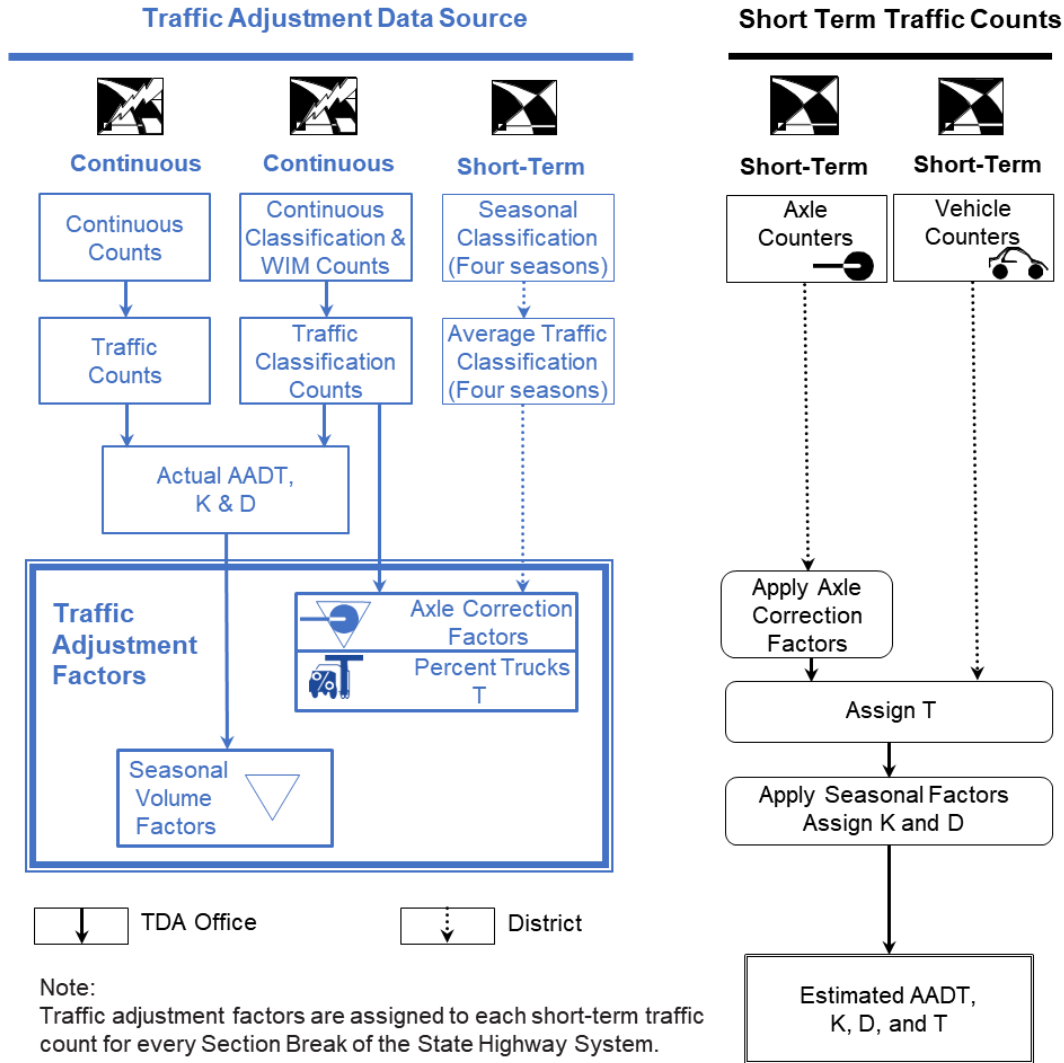 Traffic Adjustment Data Source
Short Term Traffic Counts
Continuous
Continuous
Short-Term
Short-Term
Short-Term
Continuous
Counts
Continuous
Classification &
WIM Counts
Seasonal
Classification
(Four seasons)
Axle
Counters
Vehicle
Counters
Traffic
Counts
Traffic
Classification
Counts
Average Traffic
Classification
(Four seasons)
Actual AADT,
K & D
Traffic
Adjustment
Factors
Axle Correction
Factors
%
T
Percent Trucks
T
Seasonal
Volume
Factors
Apply Axle
Correction
Factors
Assign T
Apply Seasonal Factors
Assign K and D
Estimated AADT,
K, D, and T
TDA Office
District
Note:
Traffic adjustment factors are assigned to each short-term traffic
count for every Section Break of the State Highway System.